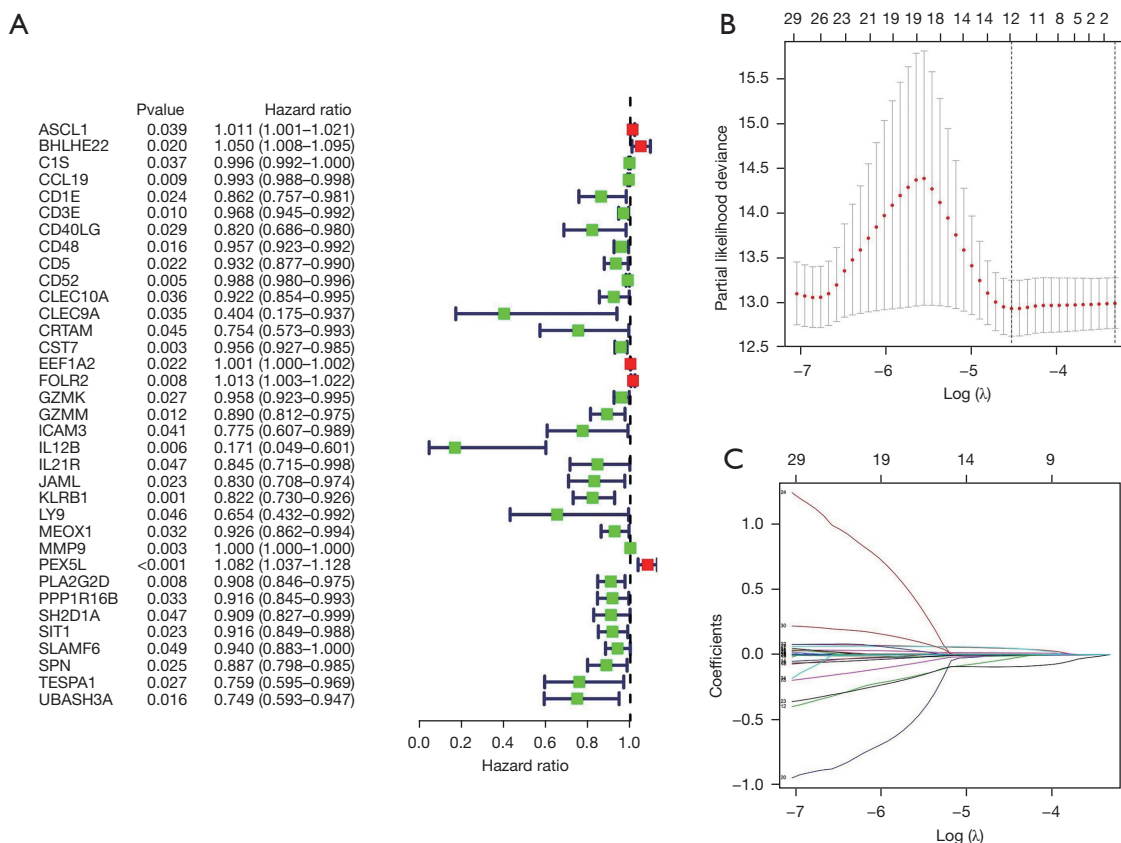 A
Pvalue Hazard ratio
ASCL1 0.039 1.011 (1.001–1.021)
BHLHE22 0.020 1.050 (1.008–1.095)
C1S 0.037 0.996 (0.992–1.000)
CCL19 0.009 0.993 (0.988–0.998)
CD1E 0.024 0.862 (0.757–0.981)
CD3E 0.010 0.968 (0.945–0.992)
CD40LG 0.029 0.820 (0.686–0.980)
CD48 0.016 0.957 (0.923–0.992)
CD5 0.022 0.932 (0.877–0.990)
CD52 0.005 0.988 (0.980–0.996)
CLEC10A 0.036 0.922 (0.854–0.995)
CLEC9A 0.035 0.404 (0.175–0.937)
CRTAM 0.045 0.754 (0.573–0.993)
CST7 0.003 0.956 (0.927–0.985)
EEF1A2 0.022 1.001 (1.000–1.002)
FOLR2 0.008 1.013 (1.003–1.022)
GZMK 0.027 0.958 (0.923–0.995)
GZMM 0.012 0.890 (0.812–0.975)
ICAM3 0.041 0.775 (0.607–0.989)
IL12B 0.006 0.171 (0.049–0.601)
IL21R 0.047 0.845 (0.715–0.998)
JAML 0.023 0.830 (0.708–0.974)
KLRB1 0.001 0.822 (0.730–0.926)
LY9 0.046 0.654 (0.432–0.992)
MEOX1 0.032 0.926 (0.862–0.994)
MMP9 0.003 1.000 (1.000–1.000)
PEX5L <0.001 1.082 (1.037–1.128
PLA2G2D 0.008 0.908 (0.846–0.975)
PPP1R16B 0.033 0.916 (0.845–0.993)
SH2D1A 0.047 0.909 (0.827–0.999)
SIT1 0.023 0.916 (0.849–0.988)
SLAMF6 0.049 0.940 (0.883–1.000)
SPN 0.025 0.887 (0.798–0.985)
TESPA1 0.027 0.759 (0.595–0.969)
UBASH3A 0.016 0.749 (0.593–0.947)
0.0 0.2 0.4 0.6 0.8 1.0
Hazard ratio
B
29 26 23 21 19 19 18 14 14 12 11 8 5 2 2
15.5
15.0
14.5
14.0
13.5
13.0
12.5
Partial likelihood deviance
−7 −6 −5 −4
Log (λ)
C
29 19 14 9
1.0
0.5
0.0
−0.5
−1.0
Coefficients
24
30
23
12
20
−7 −6 −5 −4
Log (λ)